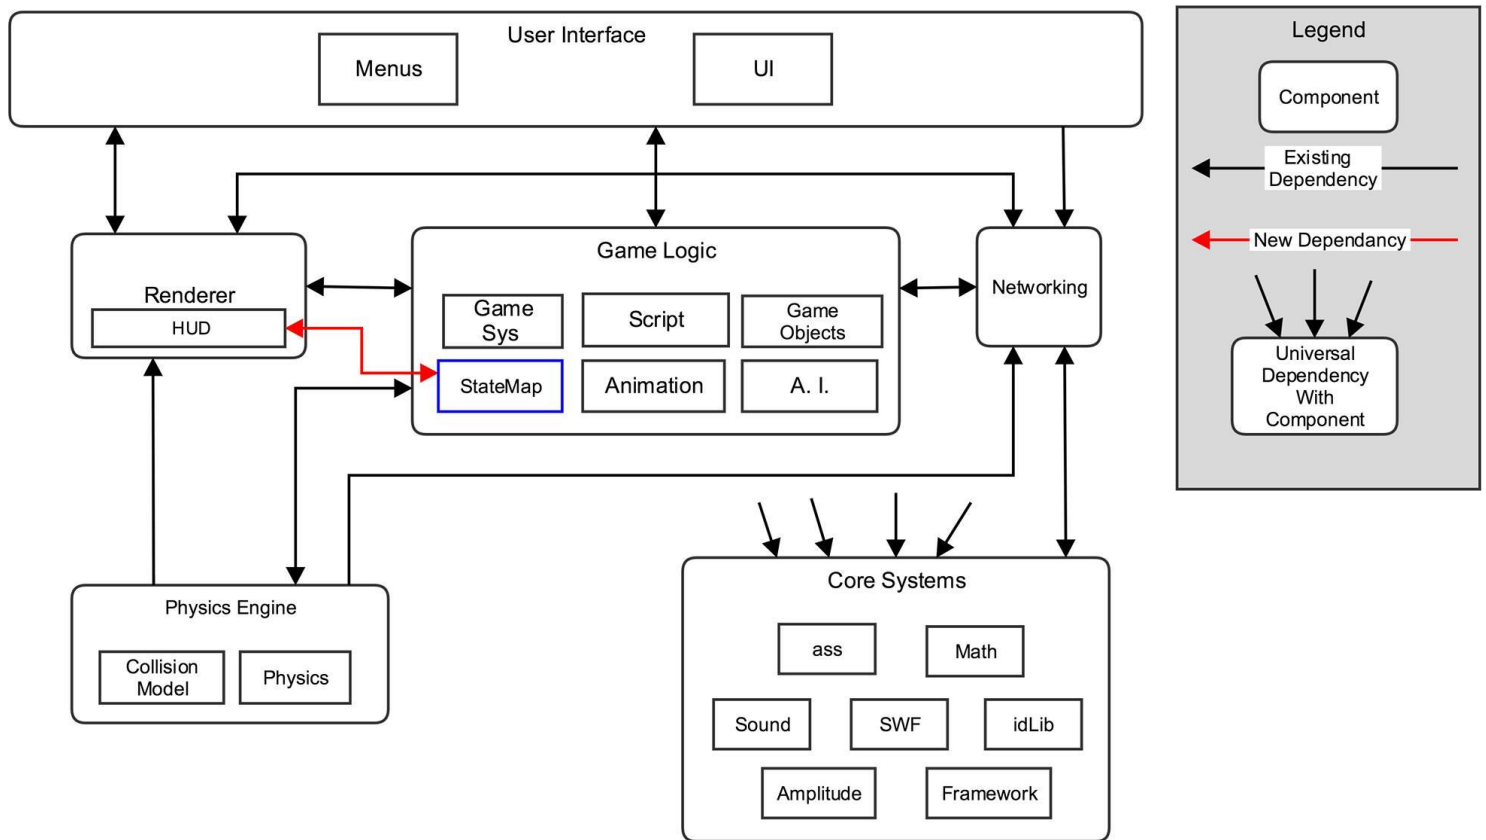 User Interface
Menus
UI
Legend
Component
Existing
Dependency
New Dependancy
Universal
Dependency
With
Component
Renderer
HUD
Game Logic
Game
Sys
Script
Game
Objects
StateMap
Animation
A. I.
Networking
Physics Engine
Collision
Model
Physics
Core Systems
ass
Math
Sound
SWF
idLib
Amplitude
Framework